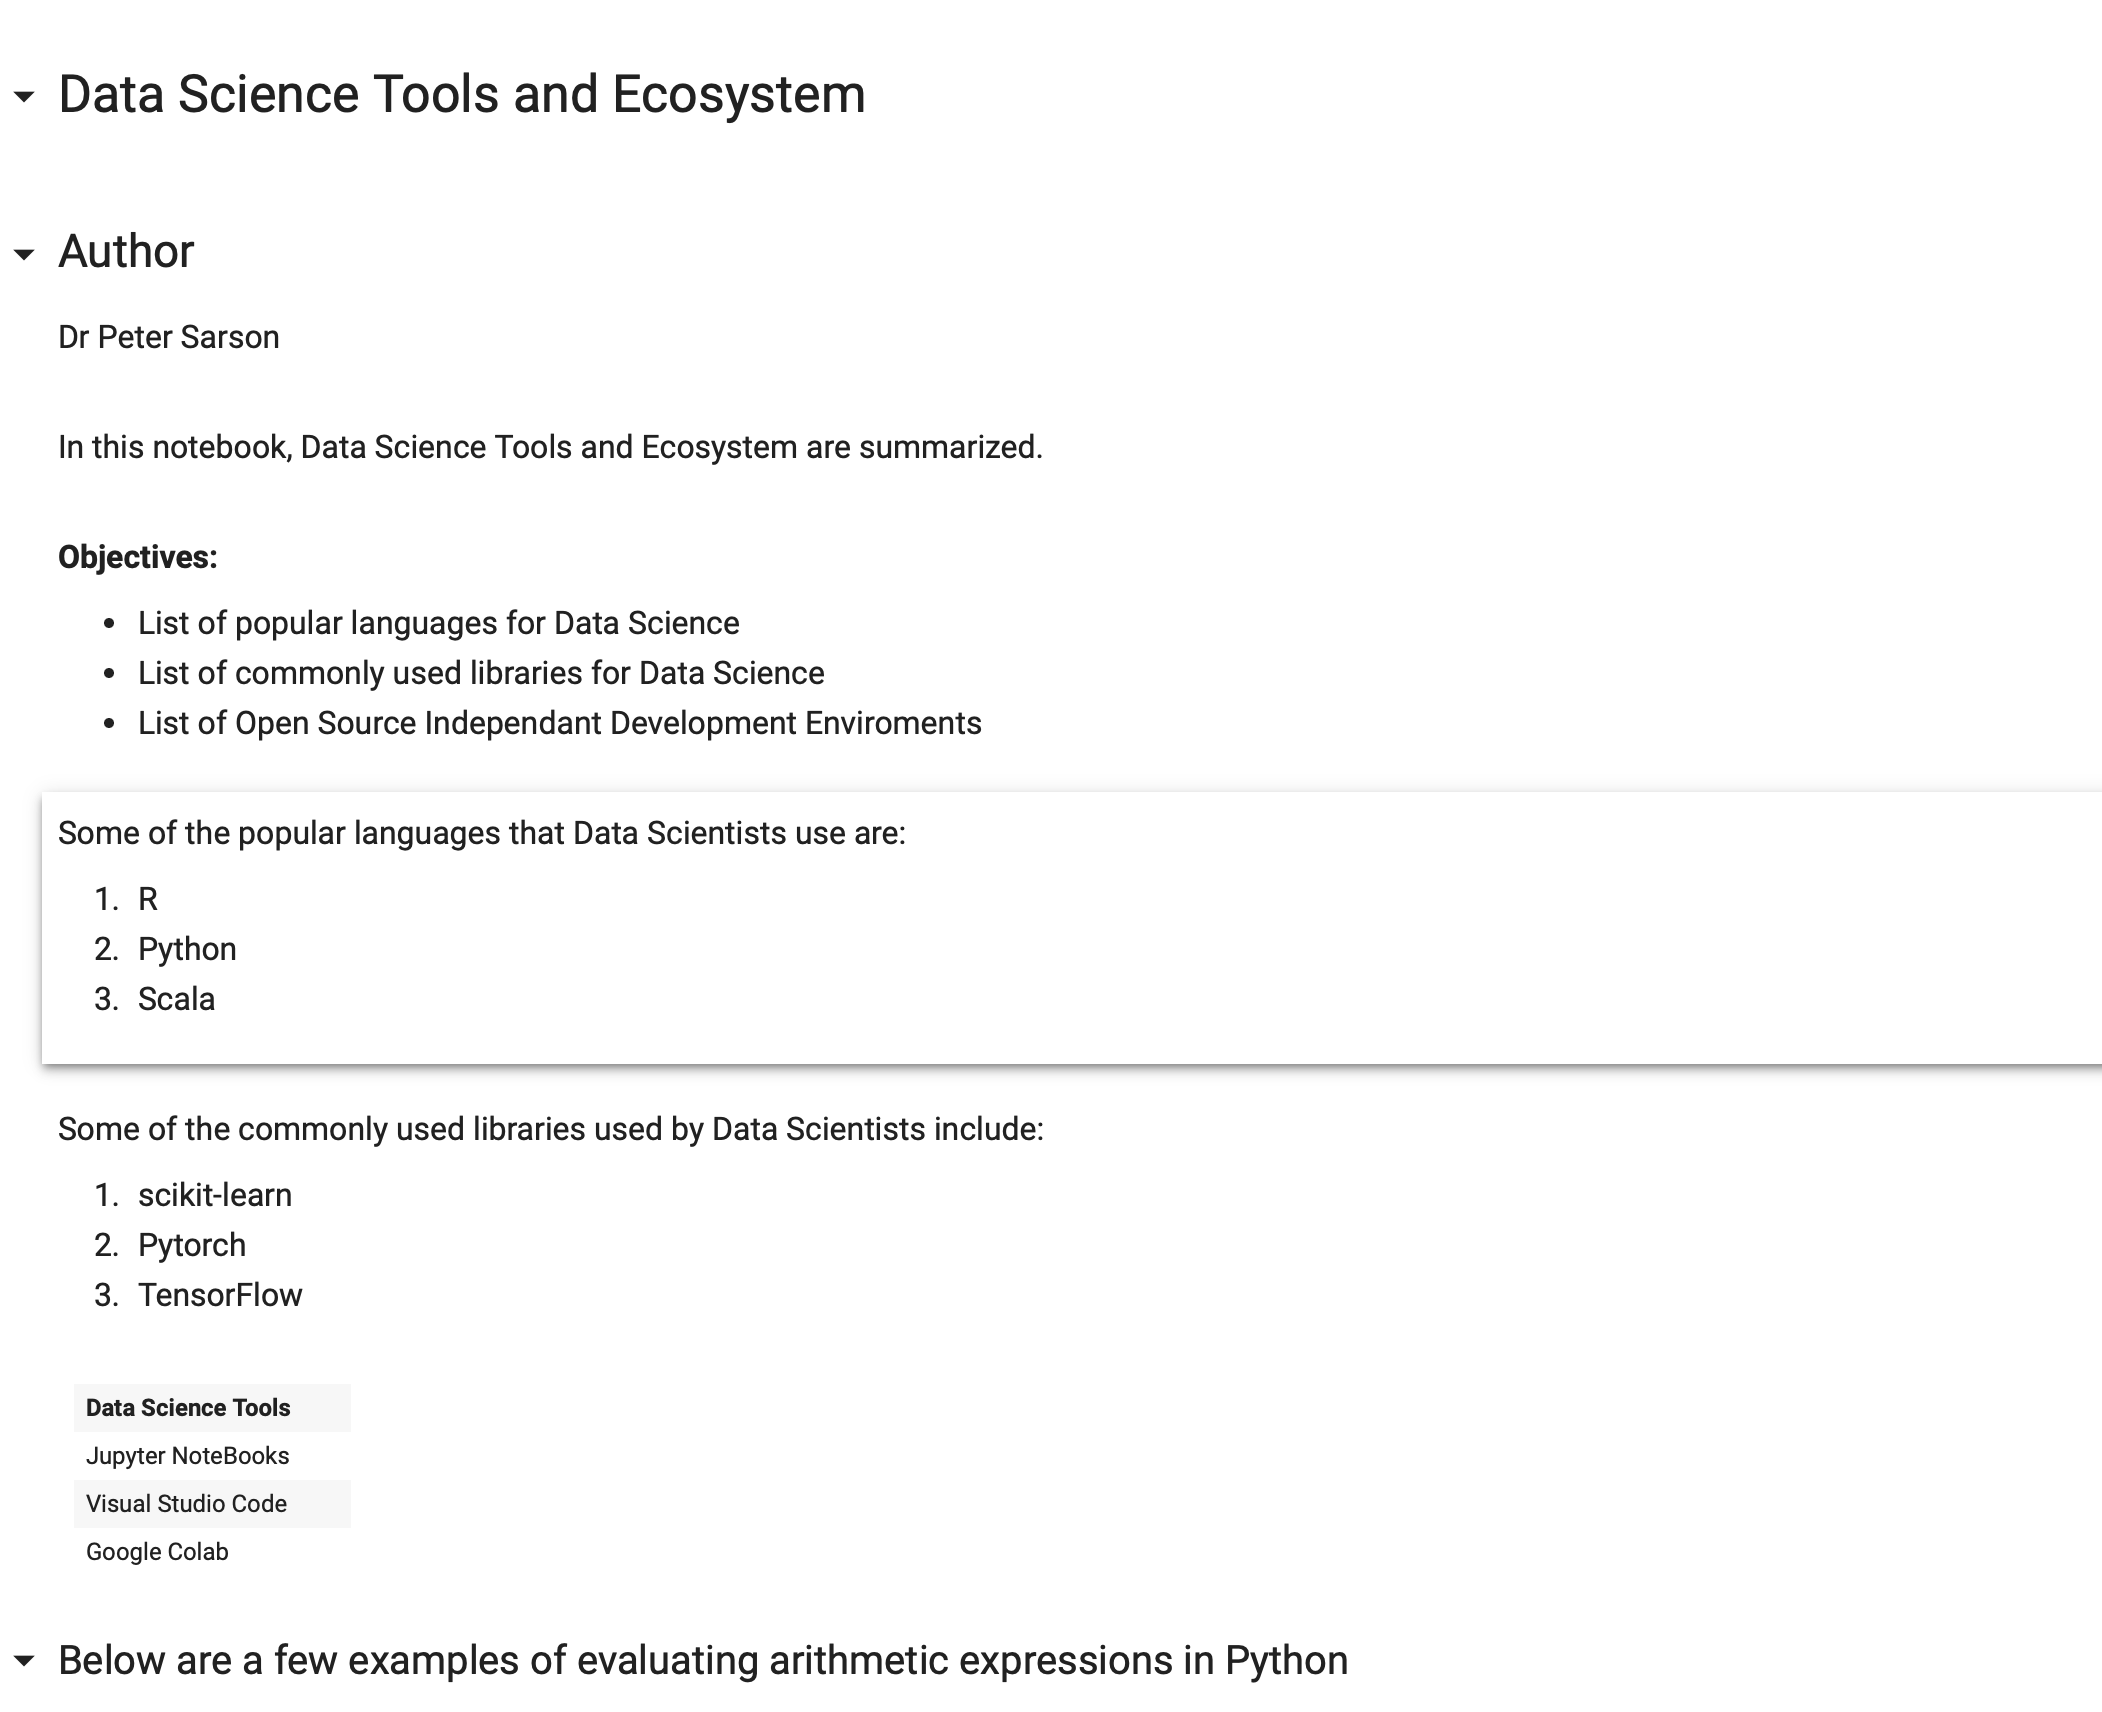 Data Science Tools and Ecosystem
Author
Dr Peter Sarson
In this notebook, Data Science Tools and Ecosystem are summarized.
Objectives:
• List of popular languages for Data Science
• List of commonly used libraries for Data Science
• List of Open Source Independant Development Enviroments
Some of the popular languages that Data Scientists use are:
1. R
2. Python
3. Scala
Some of the commonly used libraries used by Data Scientists include:
1. scikit-learn
2. Pytorch
3. TensorFlow
Data Science Tools
Jupyter NoteBooks
Visual Studio Code
Google Colab
Below are a few examples of evaluating arithmetic expressions in Python